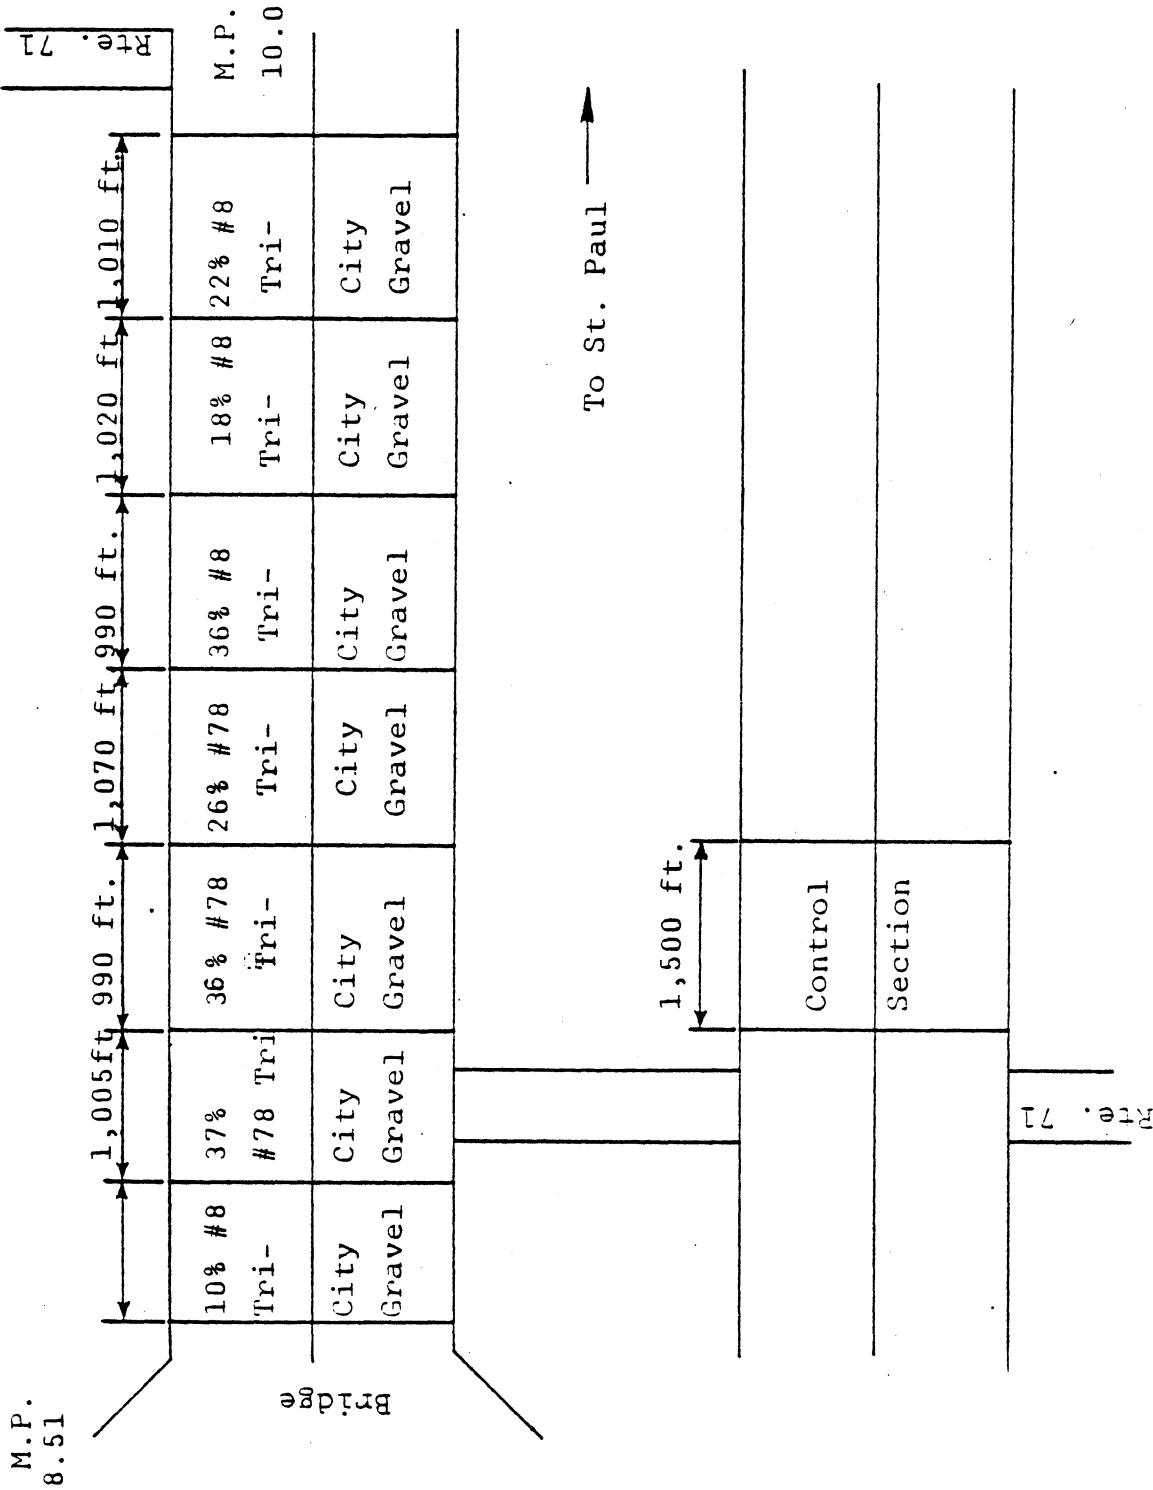 M.P.
8.51
1,005ft
990 ft.
1,070 ft.
990 ft.
1,020 ft.
1,010 ft.
Rte. 71
M.P.
10.0
Bridge
10% #8
Tri-
City
Gravel
37%
#78 Tri
City
Gravel
36% #78
Tri-
City
Gravel
26% #78
Tri-
City
Gravel
36% #8
Tri-
City
Gravel
18% #8
Tri-
City
Gravel
22% #8
Tri-
City
Gravel
To St. Paul
1,500 ft.
Control
Section
Rte. 71